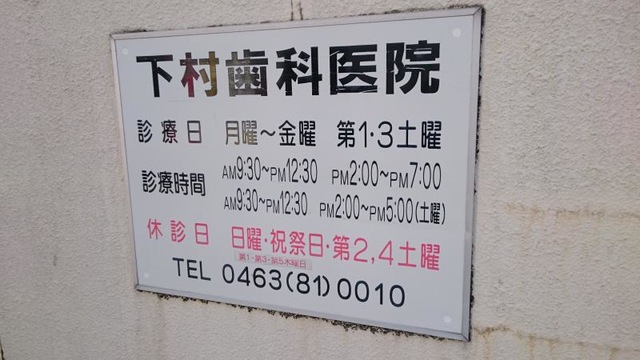 下村歯科医院
診療日 月曜〜金曜 第1・3土曜
診療時間 AM9:30〜PM12:30 PM2:00〜PM7:00
AM9:30〜PM12:30 PM2:00〜PM5:00(土曜)
休診日 日曜・祝祭日・第2,4土曜
第1・第3・第5木曜日
TEL 0463(81)0010